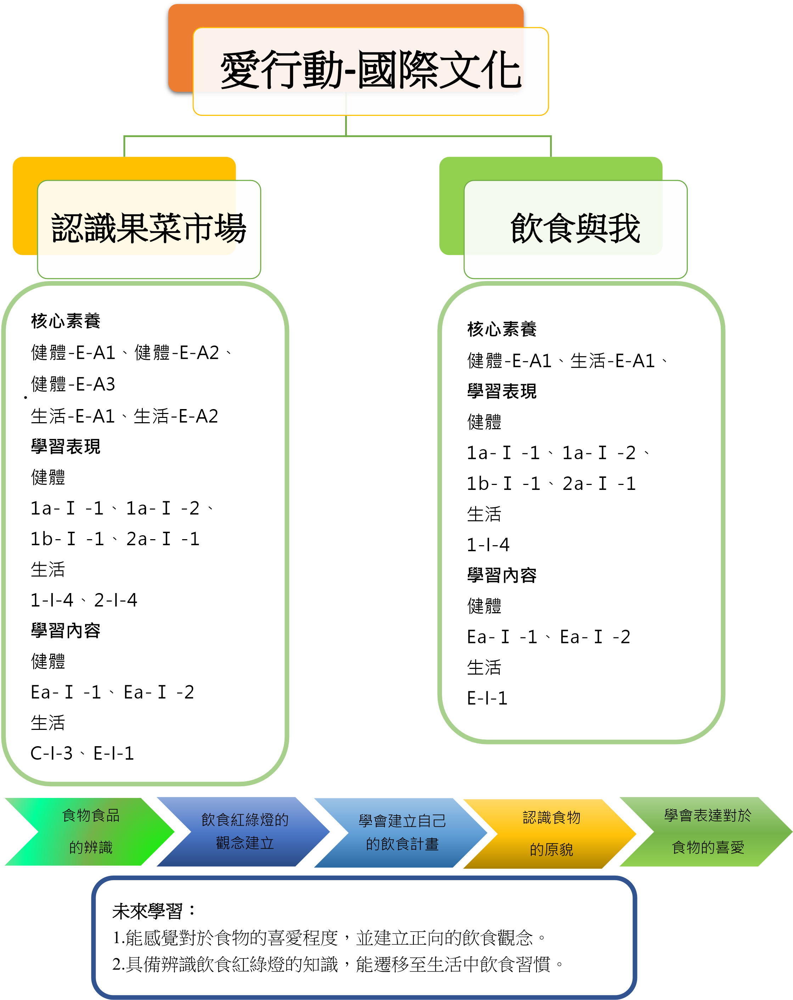 愛行動-國際文化
認識果菜市場
飲食與我
核心素養
健體-E-A1、健體-E-A2、
健體-E-A3
生活-E-A1、生活-E-A2
學習表現
健體
1a-Ⅰ-1、1a-Ⅰ-2、
1b-Ⅰ-1、2a-Ⅰ-1
生活
1-I-4、2-I-4
學習內容
健體
Ea-Ⅰ-1、Ea-Ⅰ-2
生活
C-I-3、E-I-1
核心素養
健體-E-A1、生活-E-A1、
學習表現
健體
1a-Ⅰ-1、1a-Ⅰ-2、
1b-Ⅰ-1、2a-Ⅰ-1
生活
1-I-4
學習內容
健體
Ea-Ⅰ-1、Ea-Ⅰ-2
生活
E-I-1
食物食品
的辨識
飲食紅綠燈的
觀念建立
學會建立自己
的飲食計畫
認識食物
的原貌
學會表達對於
食物的喜愛
未來學習：
1.能感覺對於食物的喜愛程度，並建立正向的飲食觀念。
2.具備辨識飲食紅綠燈的知識，能遷移至生活中飲食習慣。